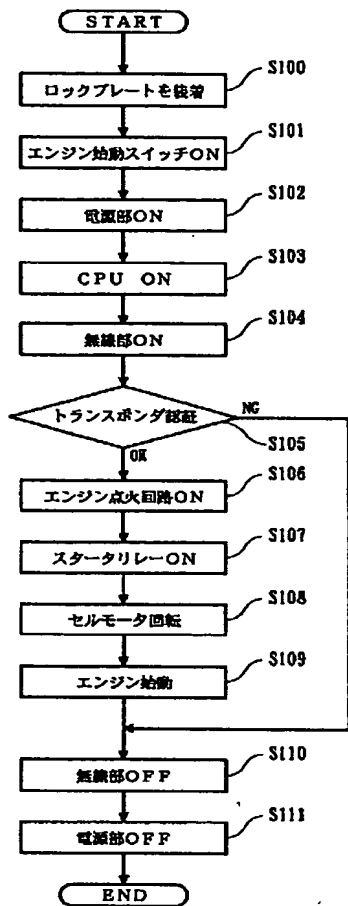 START
S100
ロックプレートを装着
S101
エンジン始動スイッチON
S102
電源部ON
S103
CPU ON
S104
無線部ON
トランスポンダ認証
NG
S105
OK
S106
エンジン点火回路ON
S107
スタータリレーON
S108
セルモータ回転
S109
エンジン始動
S110
無線部OFF
S111
電源部OFF
END